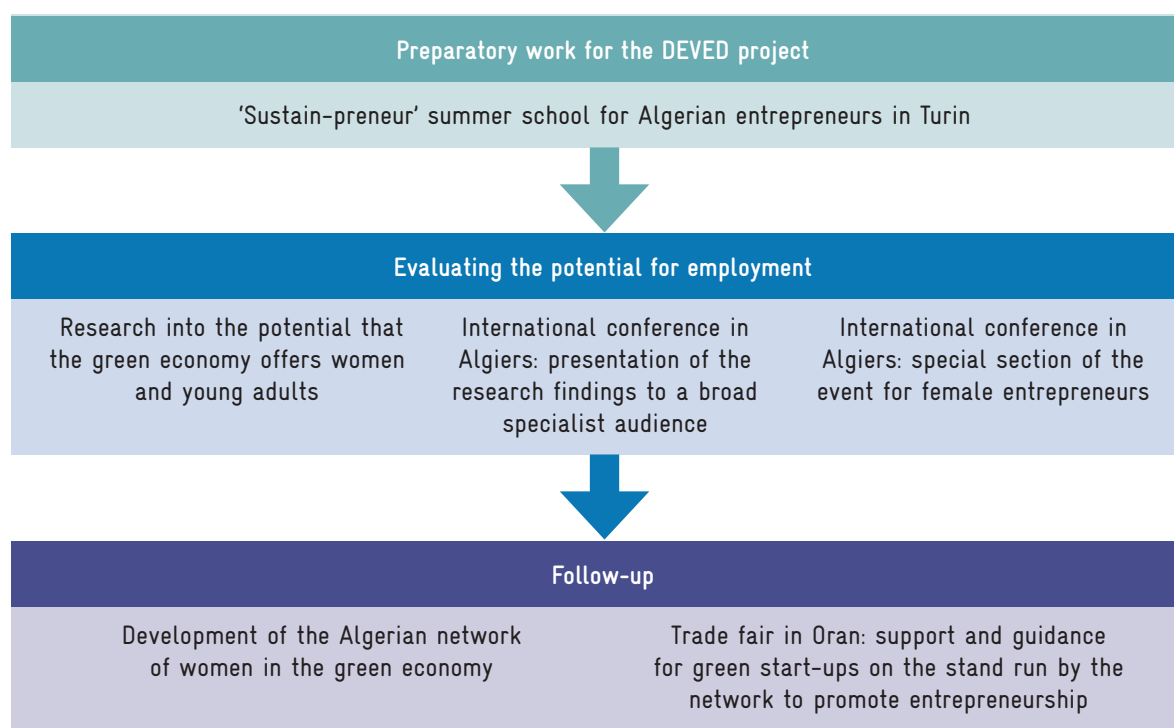 Preparatory work for the DEVED project
‘Sustain-preneur’ summer school for Algerian entrepreneurs in Turin
Evaluating the potential for employment
Research into the potential that
the green economy offers women
and young adults
International conference in
Algiers: presentation of the
research findings to a broad
specialist audience
International conference in
Algiers: special section of the
event for female entrepreneurs
Follow-up
Development of the Algerian network
of women in the green economy
Trade fair in Oran: support and guidance
for green start-ups on the stand run by the
network to promote entrepreneurship